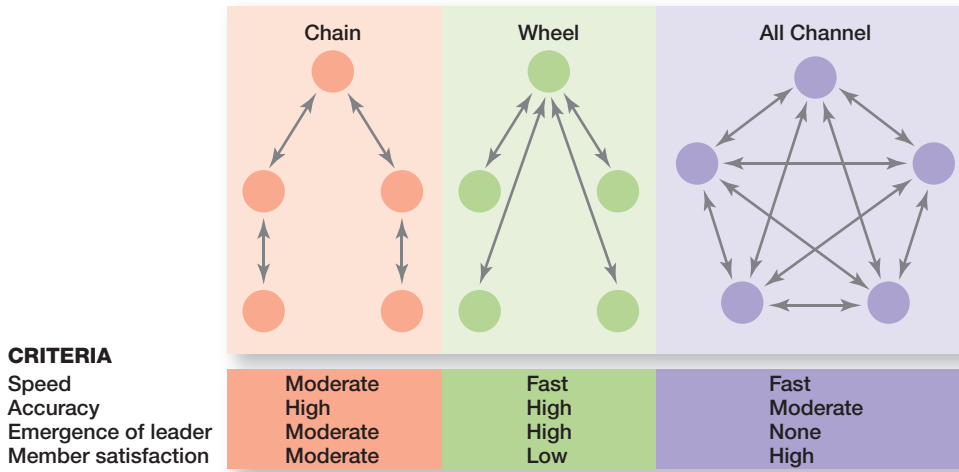 Chain Wheel All Channel
CRITERIA
Speed Moderate Fast Fast
Accuracy High High Moderate
Emergence of leader Moderate High None
Member satisfaction Moderate Low High